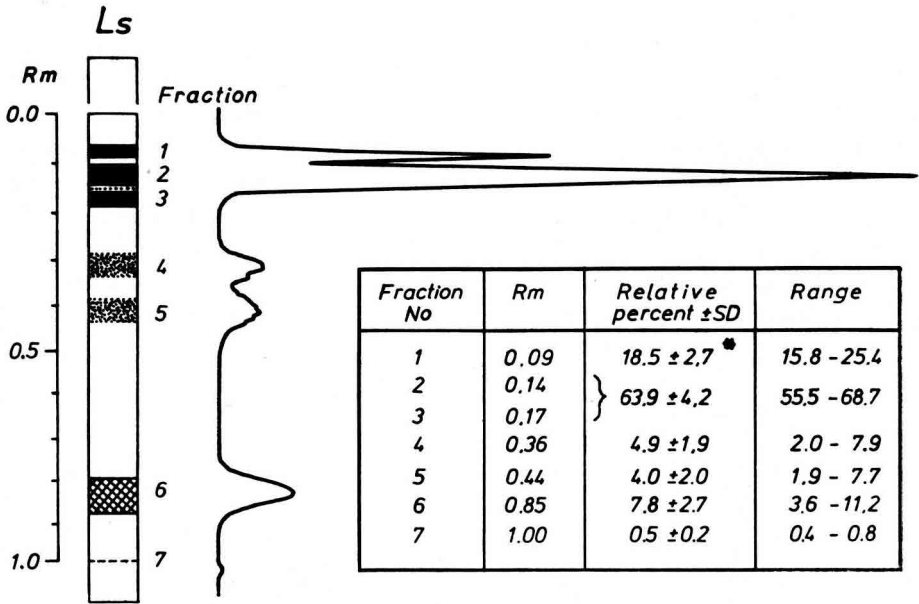 Ls
Rm
Fraction
0.0
1
2
3
4
5
0.5
6
7
1.0
Fraction No Rm Relative percent ±SD Range
1 0.09 18.5 ±2,7 * 15.8 -25.4
2 0.14 } 63,9 ±4,2 55,5 -68.7
3 0.17
4 0.36 4.9 ±1,9 2.0 - 7.9
5 0.44 4.0 ±2.0 1.9 - 7.7
6 0.85 7.8 ±2.7 3.6 -11,2
7 1.00 0.5 ±0.2 0.4 - 0.8